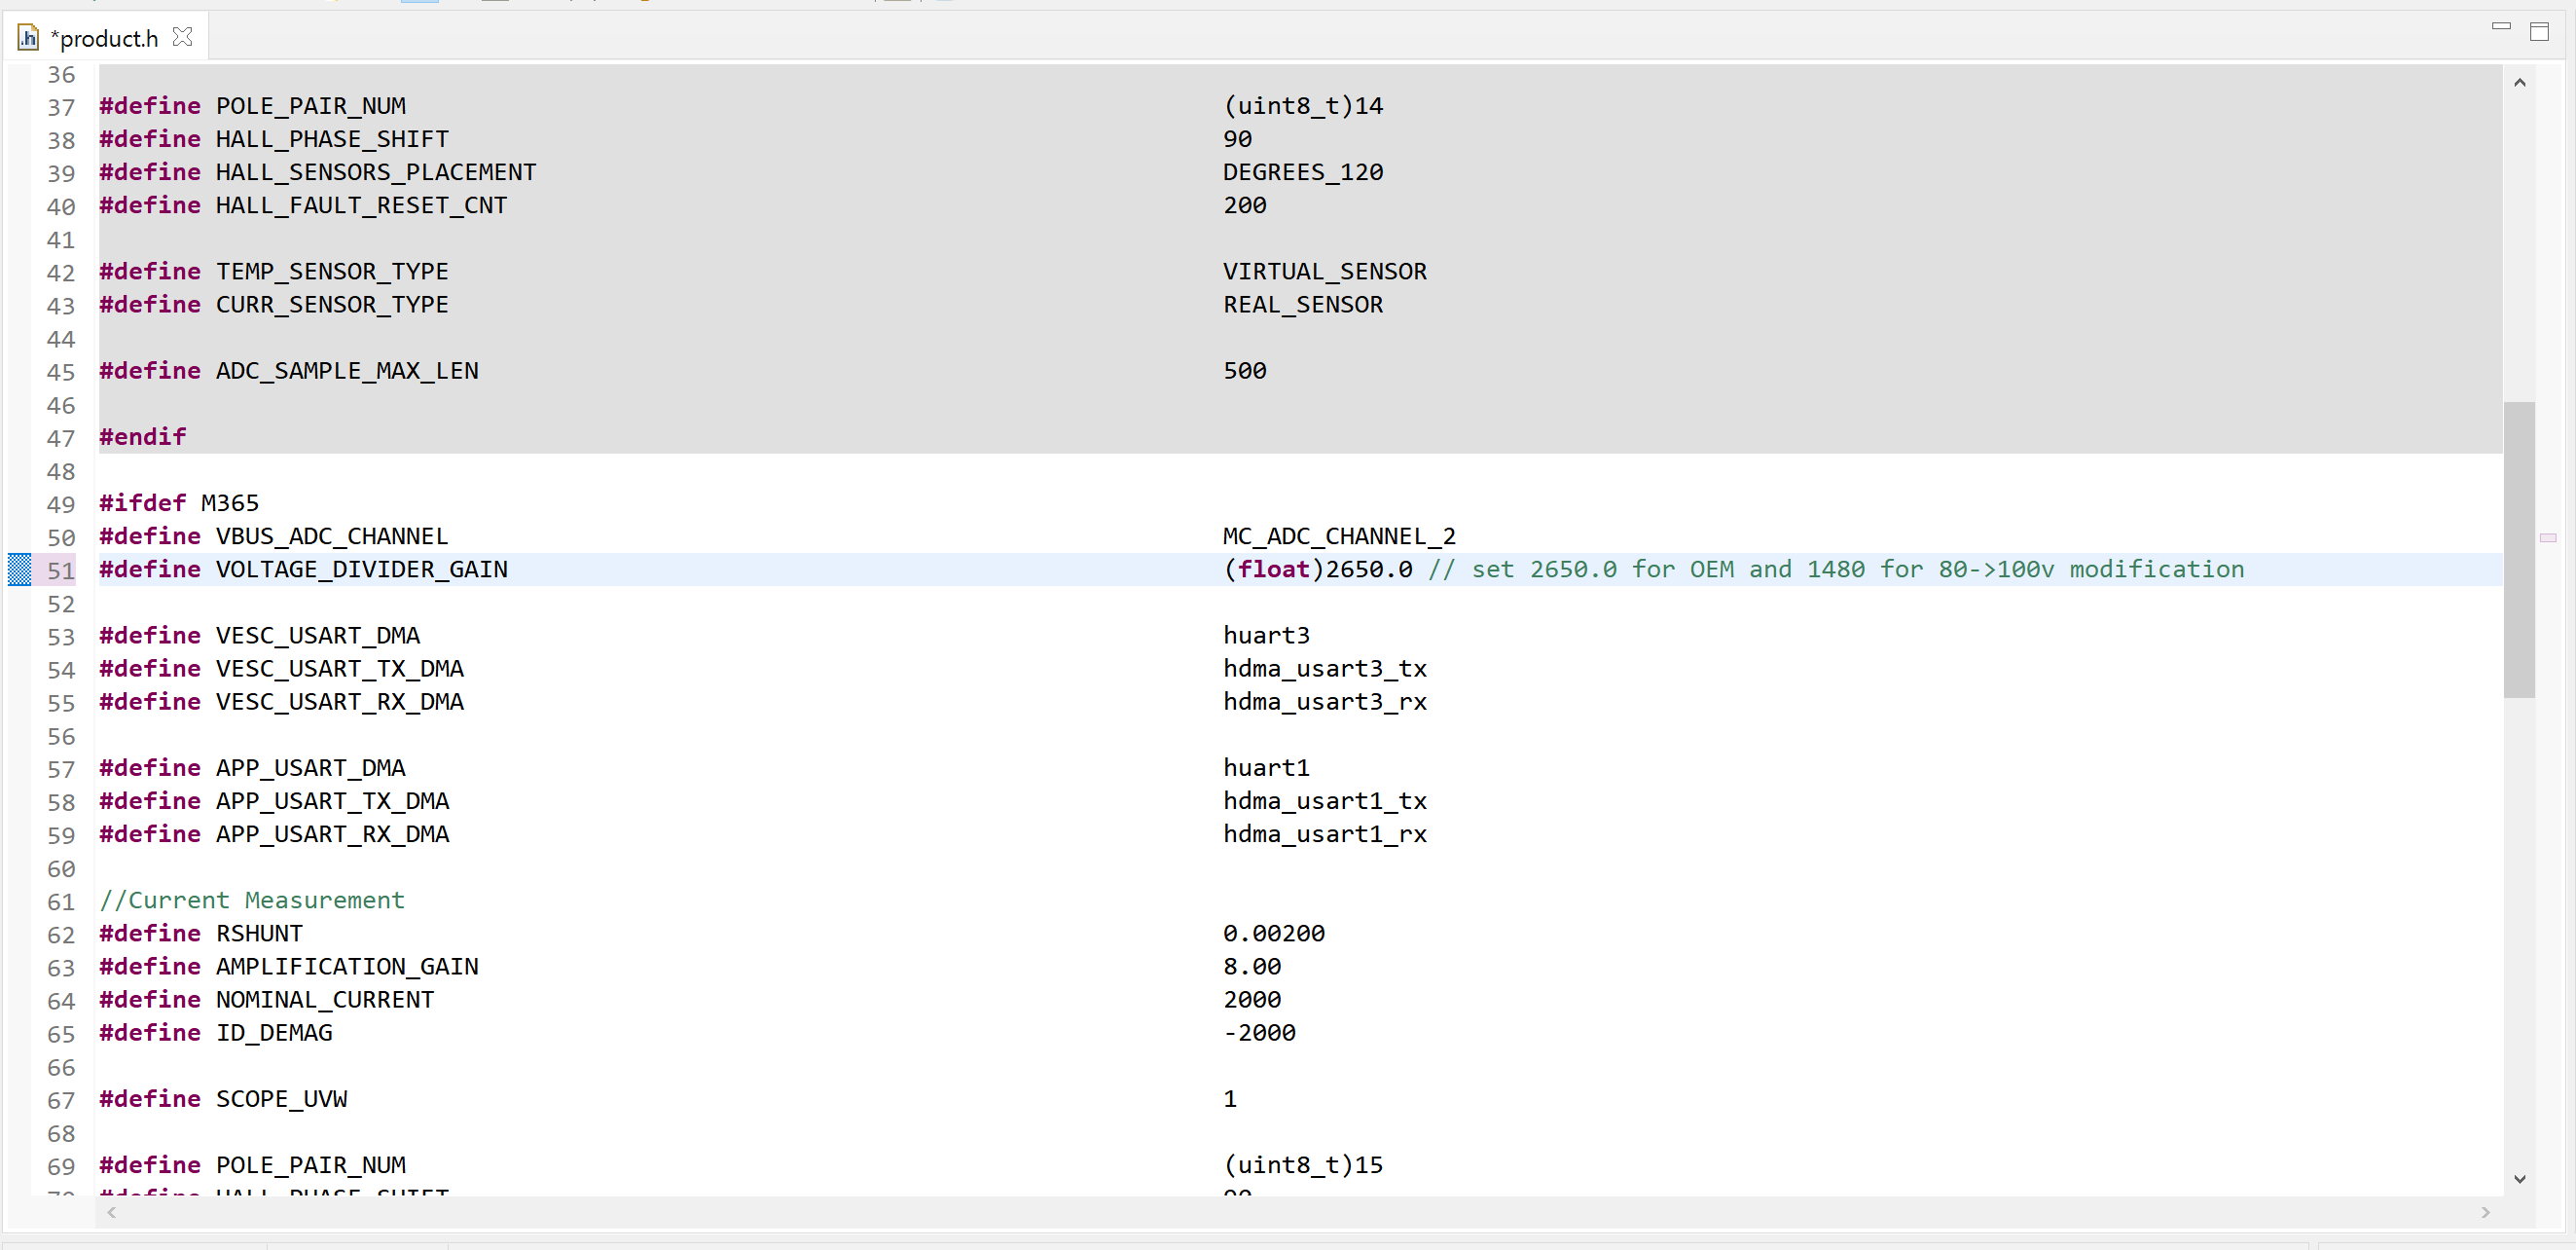 *product.h
36
37 #define POLE_PAIR_NUM (uint8_t)14
38 #define HALL_PHASE_SHIFT 90
39 #define HALL_SENSORS_PLACEMENT DEGREES_120
40 #define HALL_FAULT_RESET_CNT 200
41
42 #define TEMP_SENSOR_TYPE VIRTUAL_SENSOR
43 #define CURR_SENSOR_TYPE REAL_SENSOR
44
45 #define ADC_SAMPLE_MAX_LEN 500
46
47 #endif
48
49 #ifdef M365
50 #define VBUS_ADC_CHANNEL MC_ADC_CHANNEL_2
51 #define VOLTAGE_DIVIDER_GAIN (float)2650.0 // set 2650.0 for OEM and 1480 for 80->100v modification
52
53 #define VESC_USART_DMA huart3
54 #define VESC_USART_TX_DMA hdma_usart3_tx
55 #define VESC_USART_RX_DMA hdma_usart3_rx
56
57 #define APP_USART_DMA huart1
58 #define APP_USART_TX_DMA hdma_usart1_tx
59 #define APP_USART_RX_DMA hdma_usart1_rx
60
61 //Current Measurement
62 #define RSHUNT 0.00200
63 #define AMPLIFICATION_GAIN 8.00
64 #define NOMINAL_CURRENT 2000
65 #define ID_DEMAG -2000
66
67 #define SCOPE_UVW 1
68
69 #define POLE_PAIR_NUM (uint8_t)15